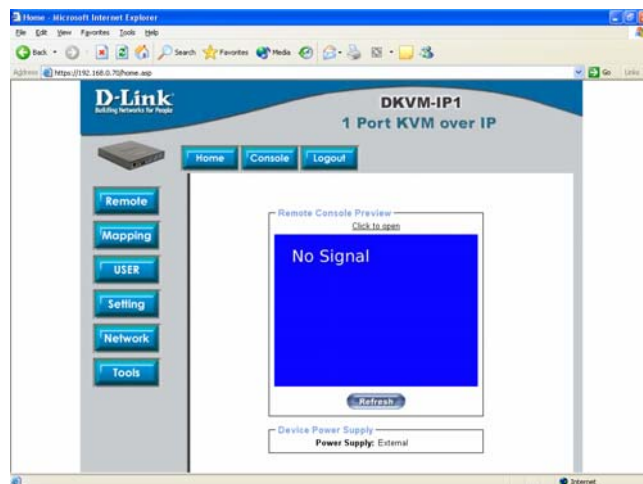 Home - Microsoft Internet Explorer
File Edit View Favorites Tools Help
Back Search Favorites Media
Address https://192.168.0.70/home.asp Go Links
D-Link
Building Networks for People
DKVM-IP1
1 Port KVM over IP
Home Console Logout
Remote
Mapping
USER
Setting
Network
Tools
Remote Console Preview
Click to open
No Signal
Refresh
Device Power Supply
Power Supply: External
Internet